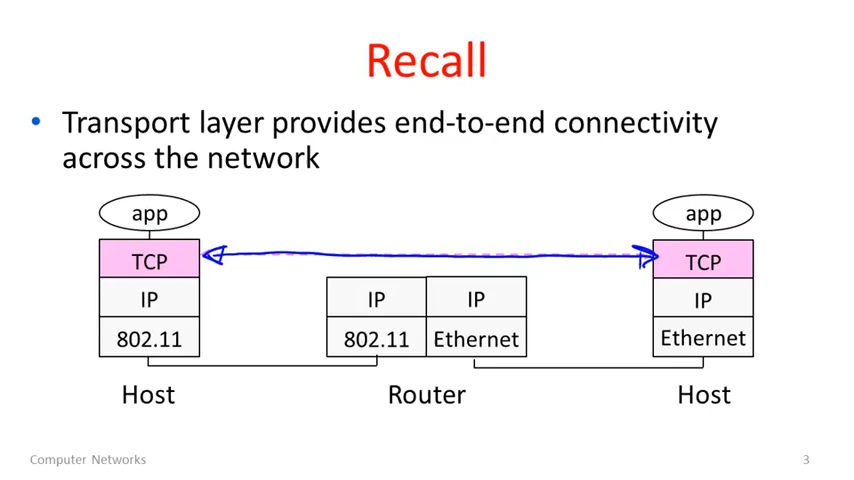 Recall
• Transport layer provides end-to-end connectivity
across the network
app
app
TCP
TCP
IP
IP
IP
IP
802.11
802.11
Ethernet
Ethernet
Host
Router
Host
Computer Networks
3